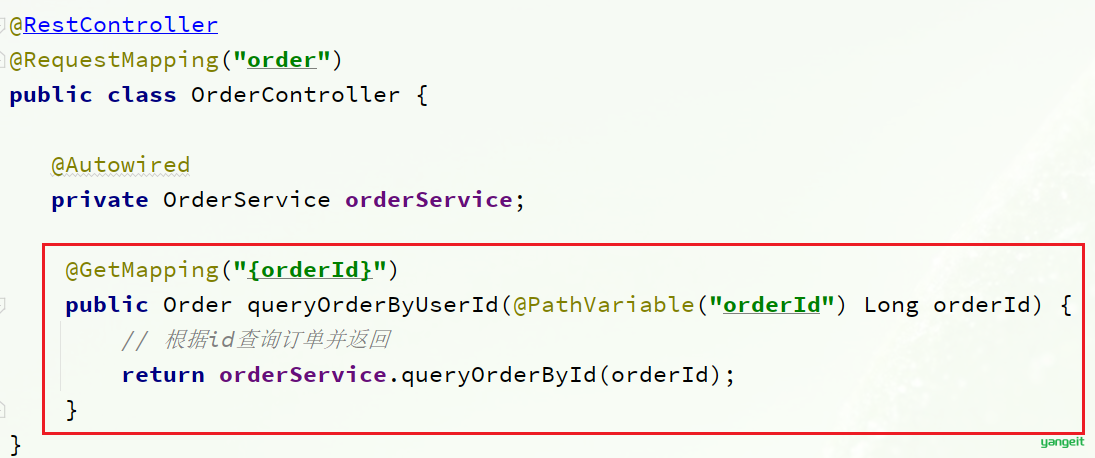 @RestController
@RequestMapping("order")
public class OrderController {
@Autowired
private OrderService orderService;
@GetMapping("{orderId}")
public Order queryOrderByUserId(@PathVariable("orderId") Long orderId) {
// 根据id查询订单并返回
return orderService.queryOrderById(orderId);
}
}
yangeit